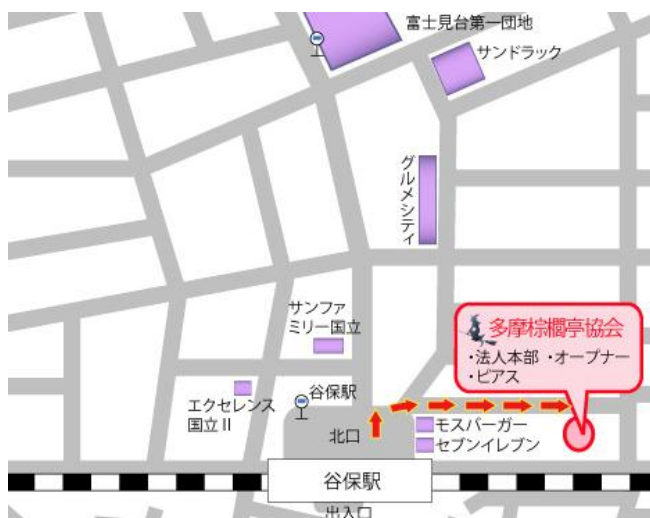 富士見台第一団地
サンドラック
グルメシティ
サンファ
ミリー国立
多摩棕櫚亭協会
・法人本部 ・オープナー
・ピアス
谷保駅
エクセレンス
国立Ⅱ
モスバーガー
北口
セブンイレブン
谷保駅
出入口